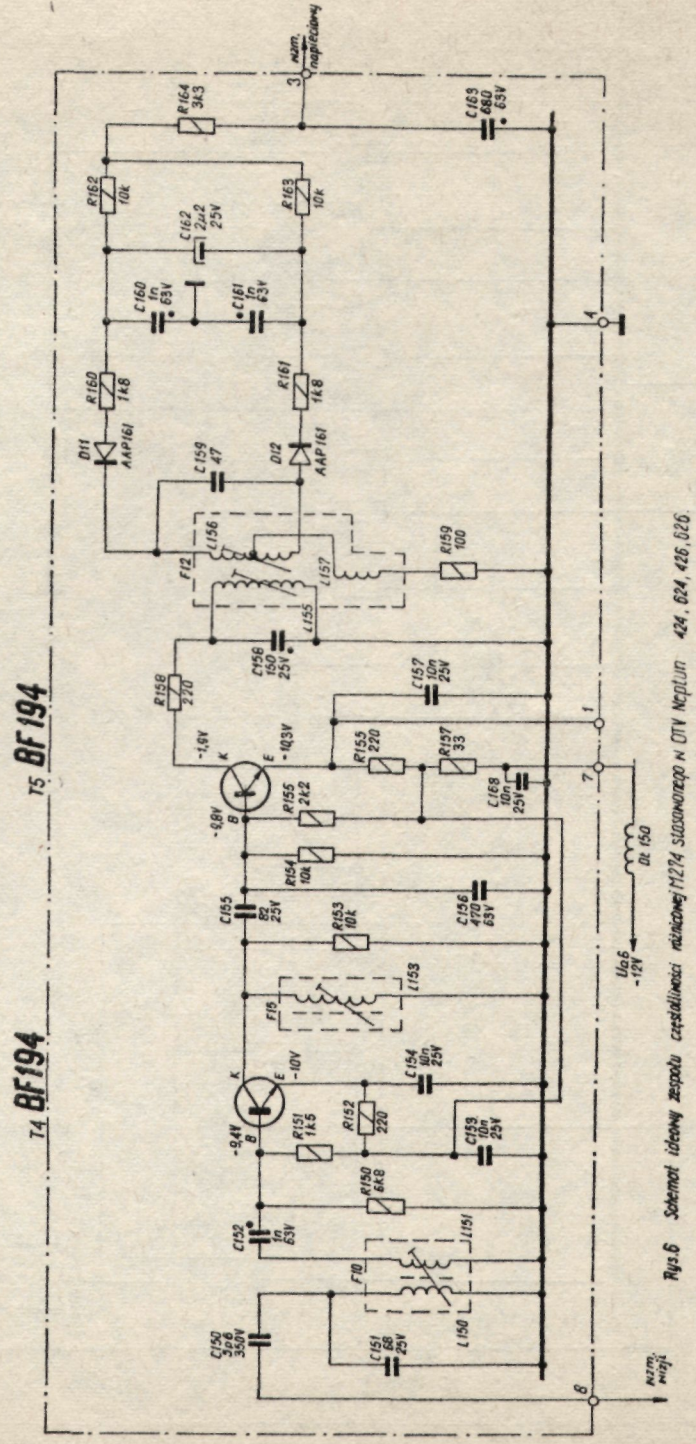 T4 BF194
T5 BF194
C150
3p6
350V
C151
68
25V
L150
F10
L151
C152
1n
63V
R150
6k8
-9,4V
B
K
E
-10V
R151
1k5
R152
220
C153
10n
25V
C154
10n
25V
F15
L153
R153
10k
C155
82
25V
C156
470
63V
R154
10k
R155
2k2
-9,8V
B
K
-1,9V
E
-10,3V
R155
220
R157
33
C168
10n
25V
C157
10n
25V
R158
220
C158
150
25V
L155
F12
L156
L157
R159
100
C159
47
D11
AAP161
D12
AAP161
R160
1k8
R161
1k8
C160
1n
63V
C161
1n
63V
C162
2µ2
25V
R162
10k
R163
10k
R164
3k3
C163
680
63V
3
wzm.
napięciowy
4
1
7
8
wzm.
wizji
Dł 150
Ua6
-12V
Rys.6 Schemat ideowy zespołu częstotliwości różnicowej M274 stosowanego w OTV Neptun 424, 624, 426, 626.